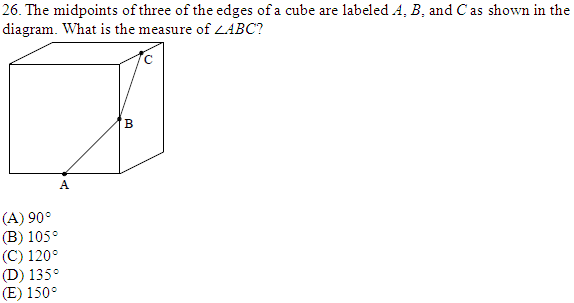 26. The midpoints of three of the edges of a cube are labeled A, B, and C as shown in the
diagram. What is the measure of ∠ABC?
C
B
A
(A) 90°
(B) 105°
(C) 120°
(D) 135°
(E) 150°